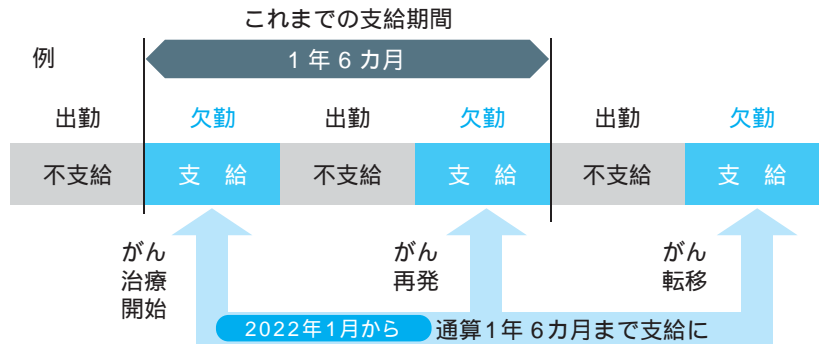 これまでの支給期間
例
1年6カ月
出勤 欠勤 出勤 欠勤 出勤 欠勤
不支給 支 給 不支給 支 給 不支給 支 給
がん
治療
開始
がん
再発
がん
転移
2022年1月から 通算1年6カ月まで支給に